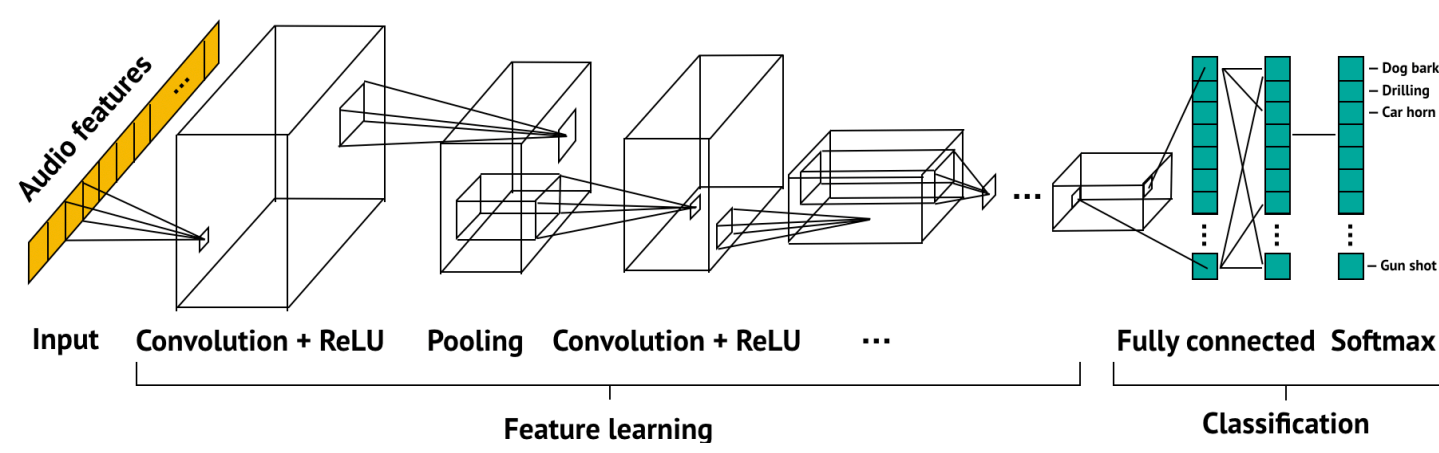 Audio features
...
Dog bark
Drilling
Car horn
...
Gun shot
Input
Convolution + ReLU
Pooling
Convolution + ReLU
...
Fully connected
Softmax
Feature learning
Classification